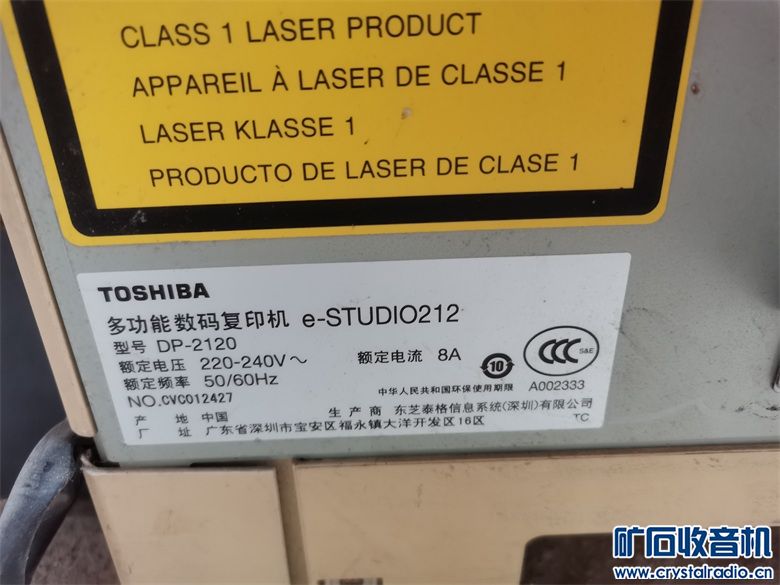 CLASS 1 LASER PRODUCT
APPAREIL À LASER DE CLASSE 1
LASER KLASSE 1
PRODUCTO DE LASER DE CLASE 1
TOSHIBA
多功能数码复印机 e-STUDIO212
型号 DP-2120
额定电压 220-240V～ 额定电流 8A
额定频率 50/60Hz
10
中华人民共和国环保使用期限
CCC S&E
A002333
NO.CVC012427
产 地 中国 生 产 商 东芝泰格信息系统(深圳)有限公司
厂 址 广东省深圳市宝安区福永镇大洋开发区16区
TC
矿石收音机
www.crystalradio.cn